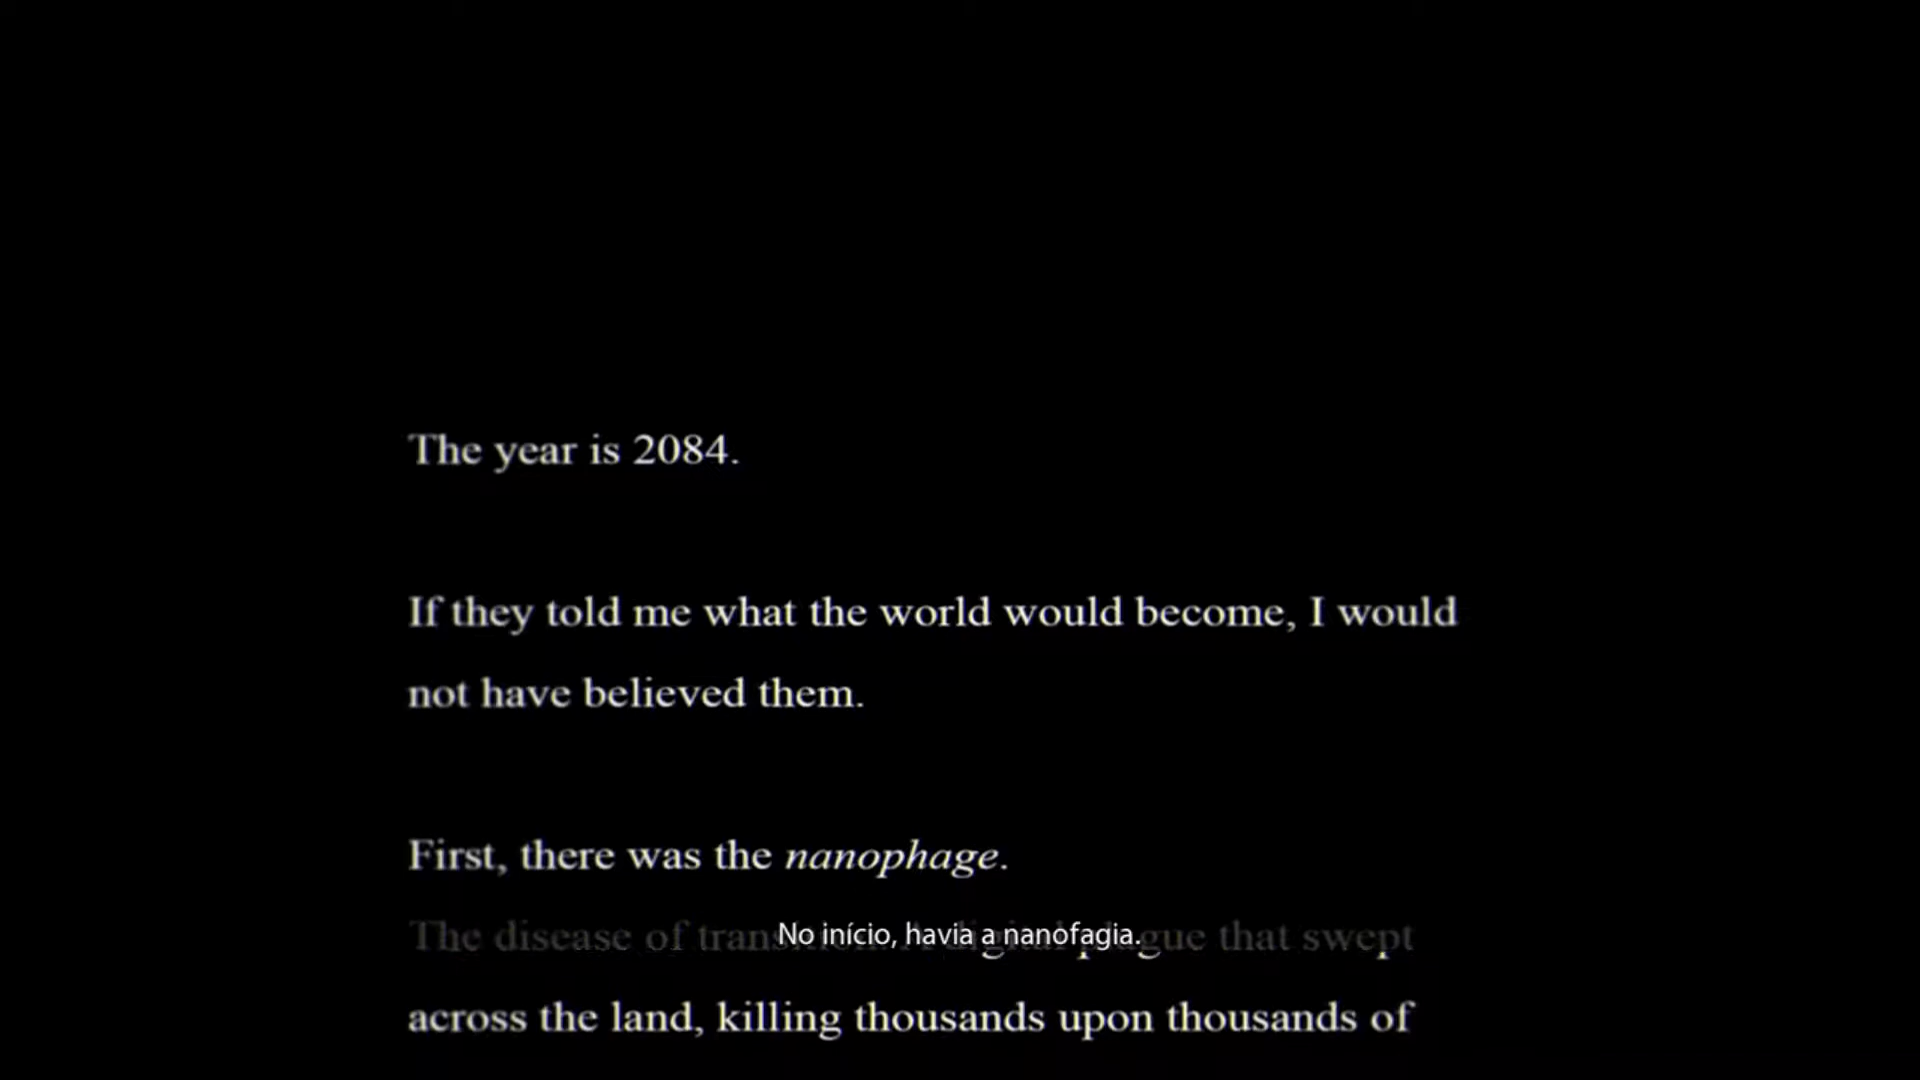 The year is 2084.
If they told me what the world would become, I would
not have believed them.
First, there was the nanophage.
The disease of plague that swept
No início, havia a nanofagia.
across the land, killing thousands upon thousands of